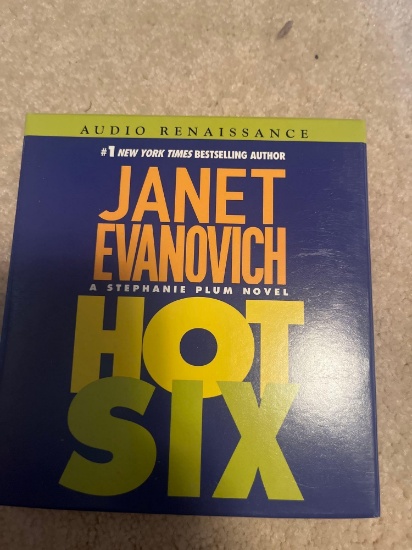 AUDIO RENAISSANCE
#1 NEW YORK TIMES BESTSELLING AUTHOR
JANET
EVANOVICH
A STEPHANIE PLUM NOVEL
HOT
SIX